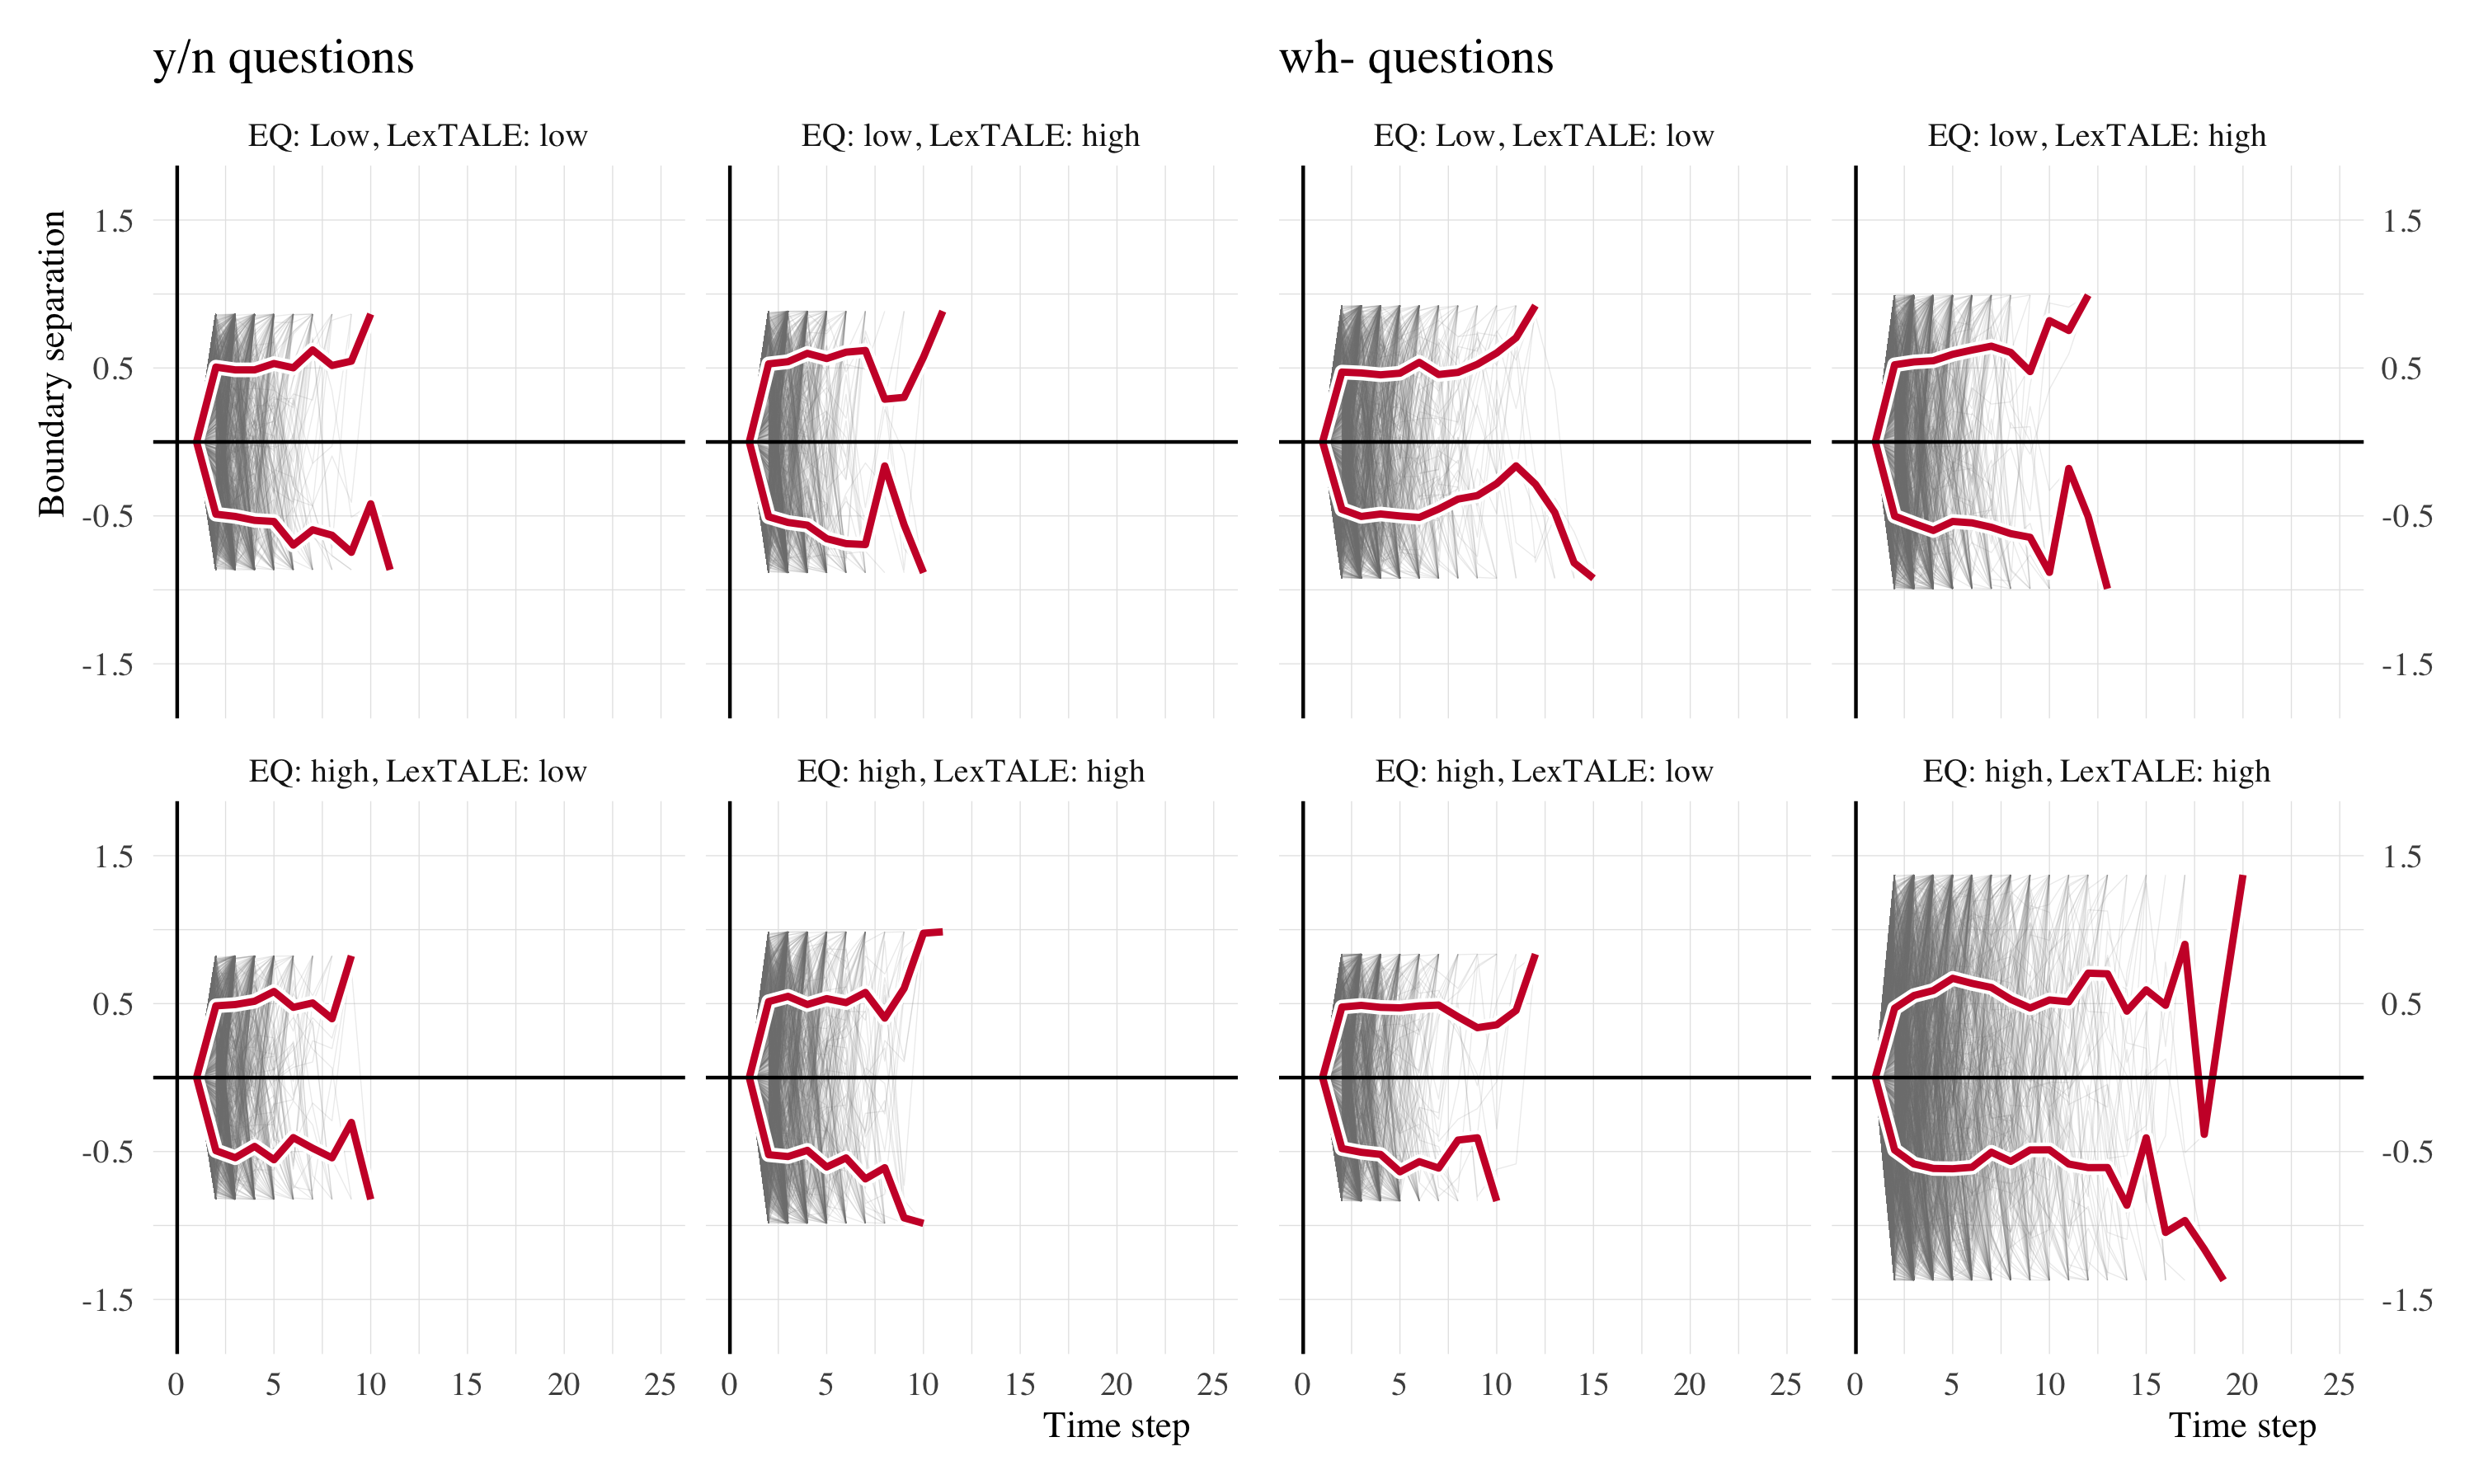 y/n questions
wh- questions
EQ: Low, LexTALE: low
EQ: low, LexTALE: high
EQ: Low, LexTALE: low
EQ: low, LexTALE: high
Boundary separation
1.5
0.5
-0.5
-1.5
1.5
0.5
-0.5
-1.5
EQ: high, LexTALE: low
EQ: high, LexTALE: high
EQ: high, LexTALE: low
EQ: high, LexTALE: high
1.5
0.5
-0.5
-1.5
1.5
0.5
-0.5
-1.5
0 5 10 15 20 25
0 5 10 15 20 25
0 5 10 15 20 25
0 5 10 15 20 25
Time step
Time step